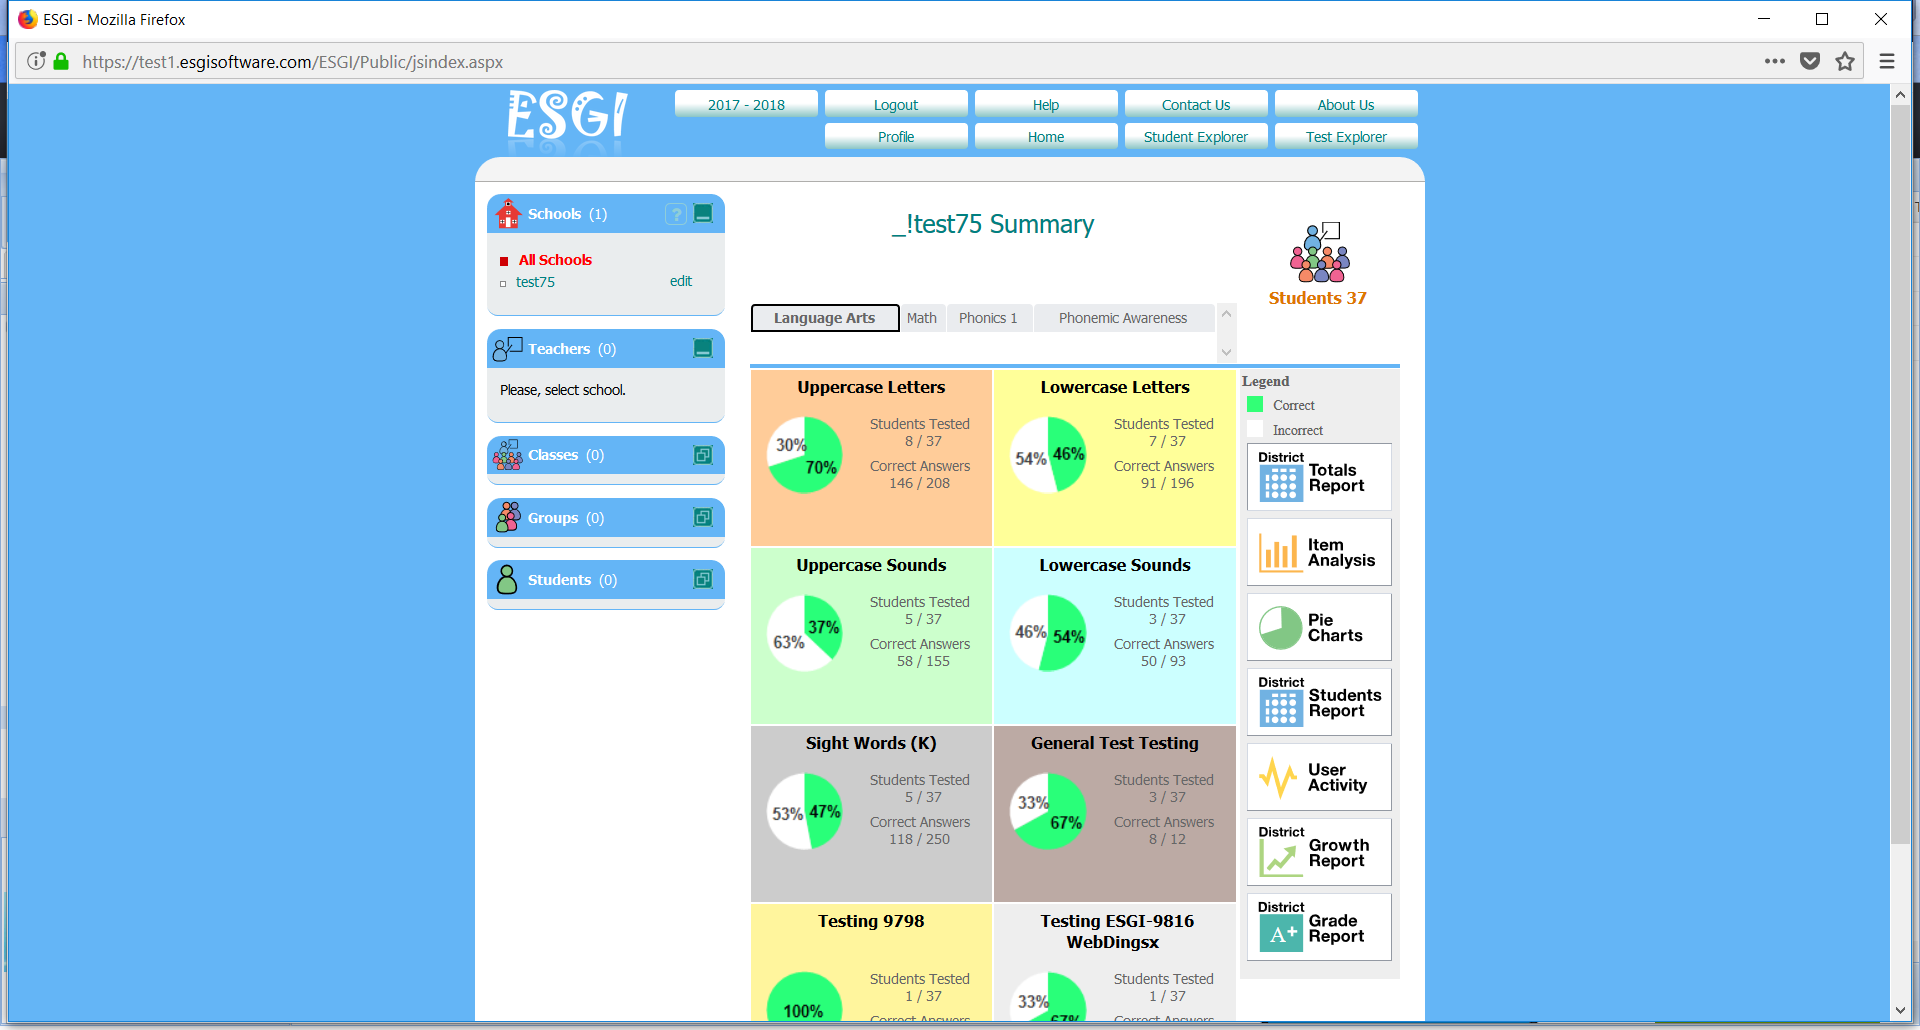 ESGI - Mozilla Firefox
https://test1.esgisoftware.com/ESGI/Public/jsindex.aspx
ESGI
2017 - 2018
Logout
Help
Contact Us
About Us
Profile
Home
Student Explorer
Test Explorer
Schools (1)
?
All Schools
test75
edit
Teachers (0)
Please, select school.
Classes (0)
Groups (0)
Students (0)
_!test75 Summary
Students 37
Language Arts
Math
Phonics 1
Phonemic Awareness
Uppercase Letters
30%
70%
Students Tested
8 / 37
Correct Answers
146 / 208
Lowercase Letters
54%
46%
Students Tested
7 / 37
Correct Answers
91 / 196
Uppercase Sounds
37%
63%
Students Tested
5 / 37
Correct Answers
58 / 155
Lowercase Sounds
46%
54%
Students Tested
3 / 37
Correct Answers
50 / 93
Sight Words (K)
53%
47%
Students Tested
5 / 37
Correct Answers
118 / 250
General Test Testing
33%
67%
Students Tested
3 / 37
Correct Answers
8 / 12
Testing 9798
100%
Students Tested
1 / 37
Correct Answers
Testing ESGI-9816
WebDingsx
33%
67%
Students Tested
1 / 37
Correct Answers
Legend
Correct
Incorrect
District
Totals
Report
Item
Analysis
Pie
Charts
District
Students
Report
User
Activity
District
Growth
Report
District
A+
Grade
Report